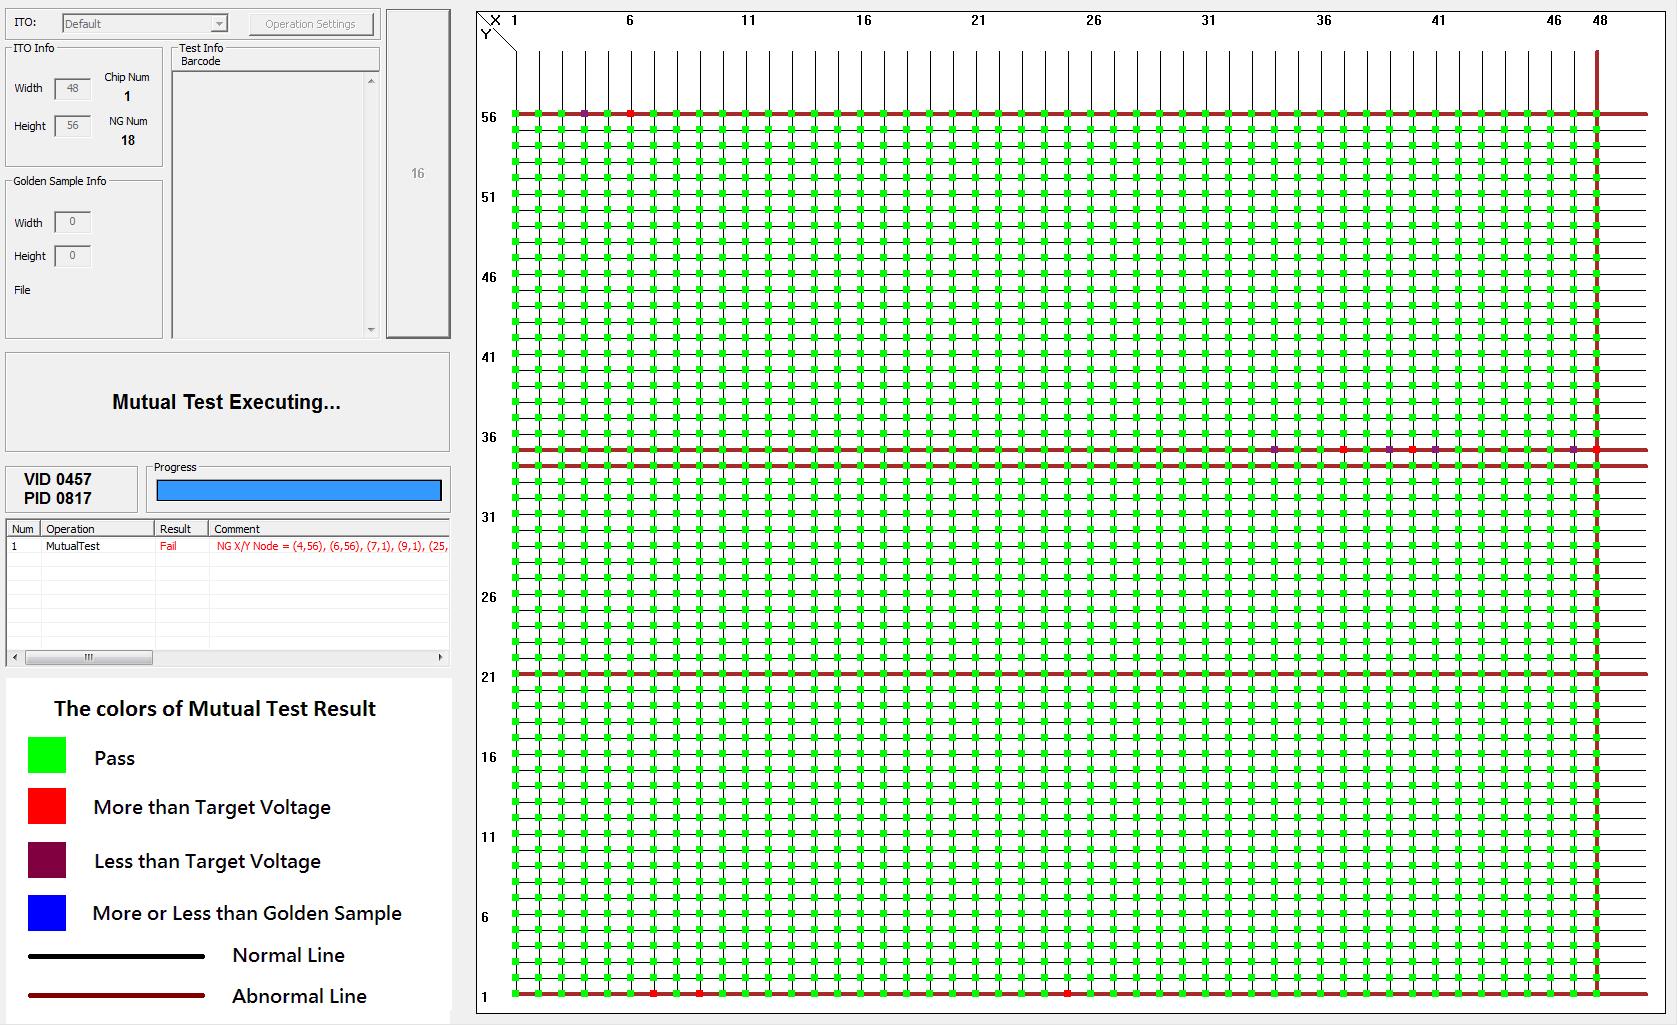 ITO: Default Operation Settings
ITO Info
Width 48 Chip Num
1
Height 56 NG Num
18
Test Info
Barcode
16
Golden Sample Info
Width 0
Height 0
File
Mutual Test Executing...
VID 0457
PID 0817
Progress
Num Operation Result Comment
1 MutualTest Fail NG X/Y Node = (4,56), (6,56), (7,1), (9,1), (25,
The colors of Mutual Test Result
Pass
More than Target Voltage
Less than Target Voltage
More or Less than Golden Sample
Normal Line
Abnormal Line
X 1 6 11 16 21 26 31 36 41 46 48
Y
56
51
46
41
36
31
26
21
16
11
6
1